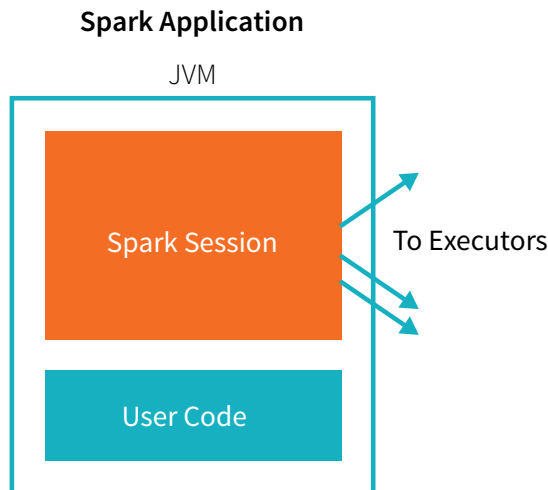 Spark Application
JVM
Spark Session
To Executors
User Code